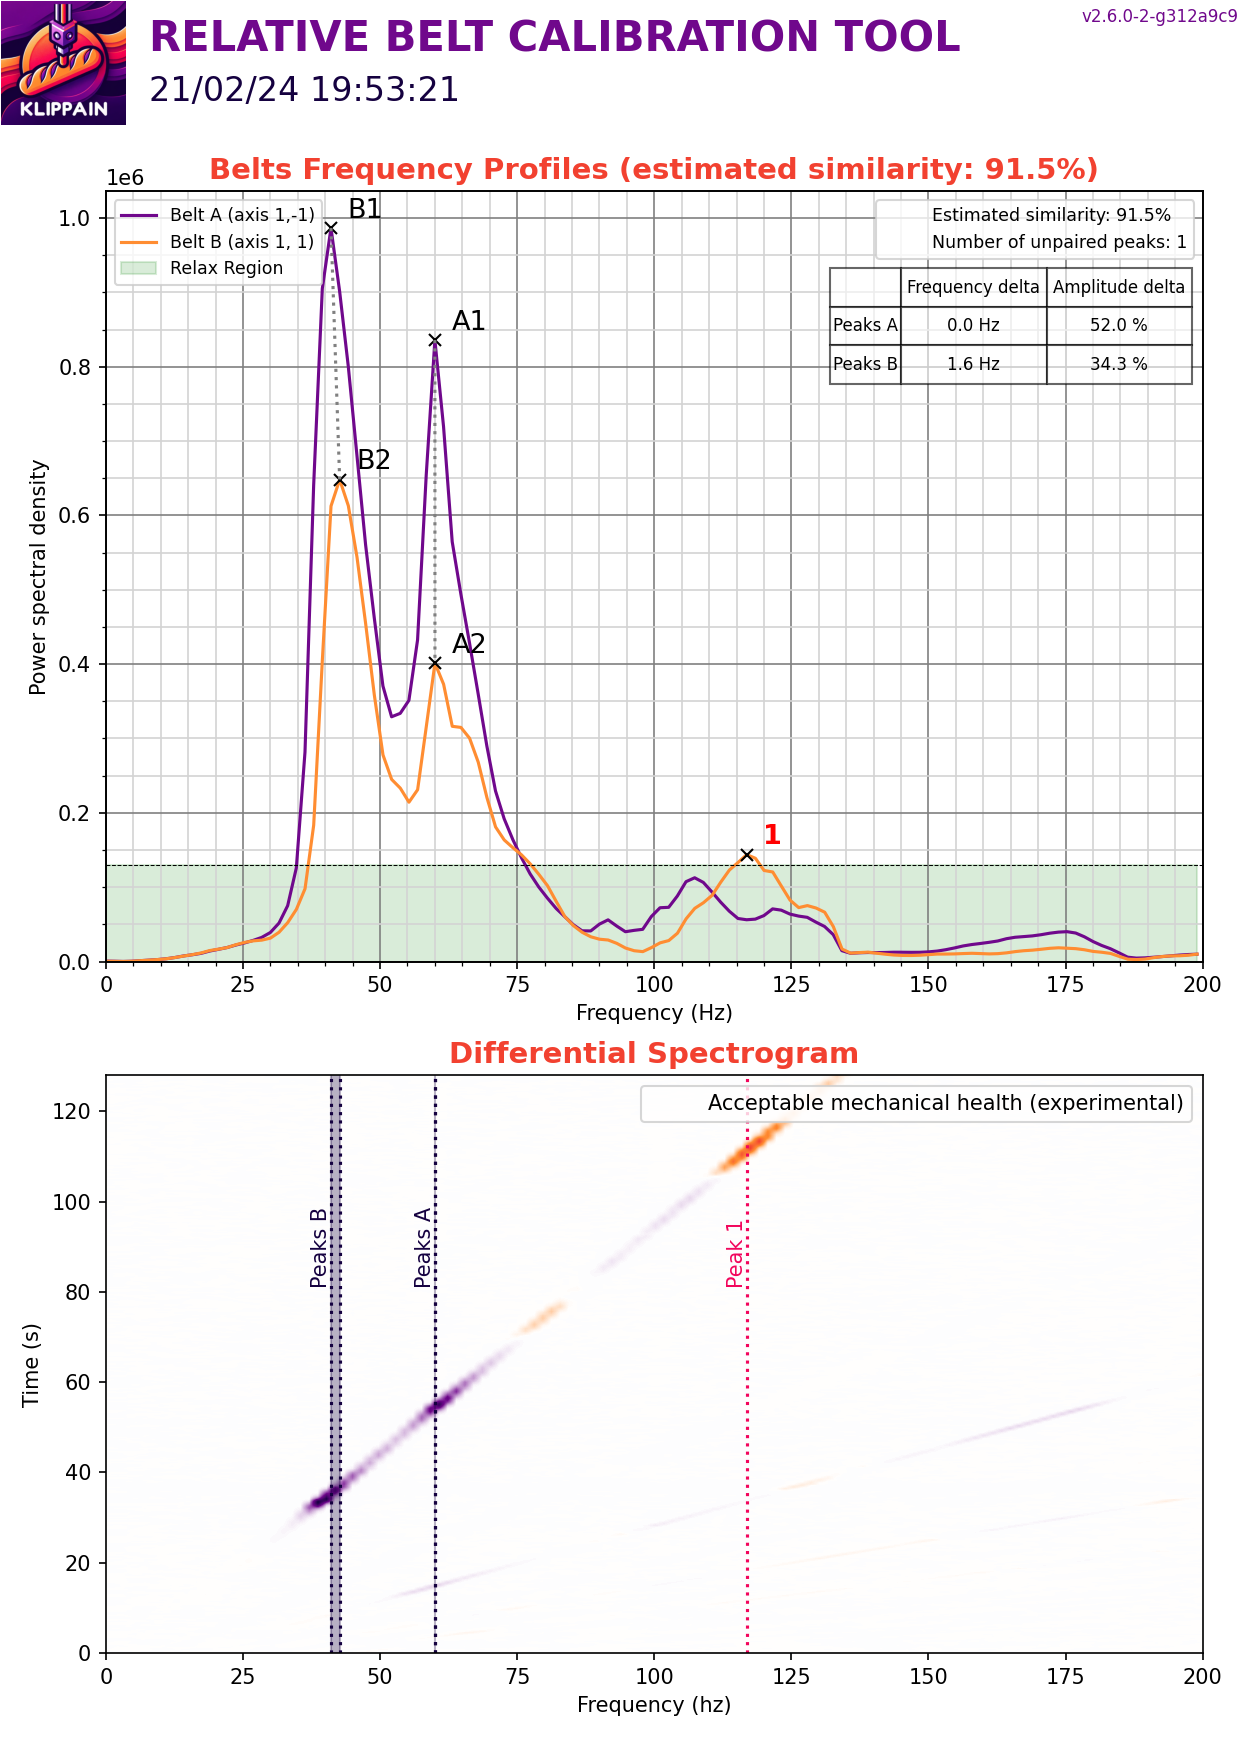 v2.6.0-2-g312a9c9
RELATIVE BELT CALIBRATION TOOL
21/02/24 19:53:21
KLIPPAIN
Belts Frequency Profiles (estimated similarity: 91.5%)
1e6
Belt A (axis 1,-1)
Belt B (axis 1, 1)
Relax Region
Estimated similarity: 91.5%
Number of unpaired peaks: 1
Frequency delta Amplitude delta
Peaks A 0.0 Hz 52.0 %
Peaks B 1.6 Hz 34.3 %
B1
A1
B2
A2
1
1.0
0.8
0.6
0.4
0.2
0.0
Power spectral density
0 25 50 75 100 125 150 175 200
Frequency (Hz)
Differential Spectrogram
Acceptable mechanical health (experimental)
Peaks B
Peaks A
Peak 1
120
100
80
60
40
20
0
Time (s)
0 25 50 75 100 125 150 175 200
Frequency (hz)